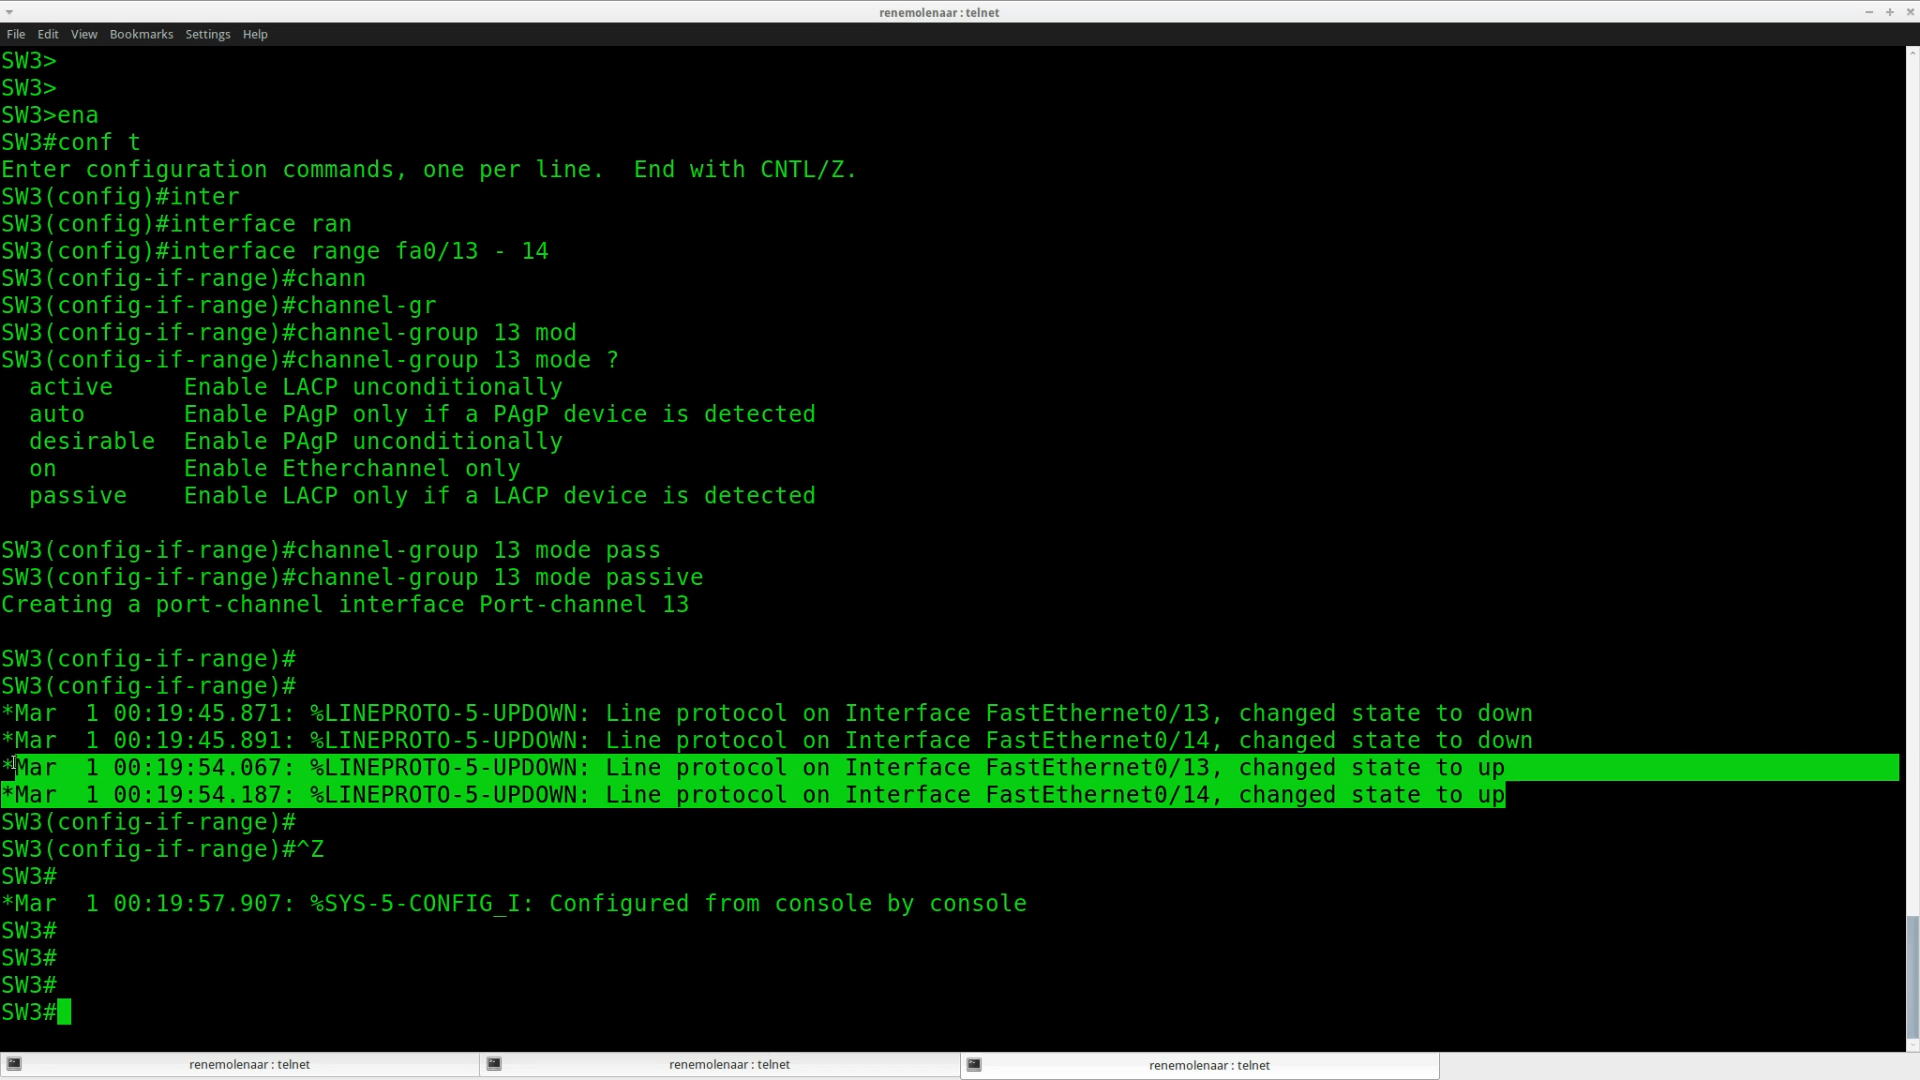 renemolenaar : telnet
File Edit View Bookmarks Settings Help
SW3>
SW3>
SW3>ena
SW3#conf t
Enter configuration commands, one per line.  End with CNTL/Z.
SW3(config)#inter
SW3(config)#interface ran
SW3(config)#interface range fa0/13 - 14
SW3(config-if-range)#chann
SW3(config-if-range)#channel-gr
SW3(config-if-range)#channel-group 13 mod
SW3(config-if-range)#channel-group 13 mode ?
  active     Enable LACP unconditionally
  auto       Enable PAgP only if a PAgP device is detected
  desirable  Enable PAgP unconditionally
  on         Enable Etherchannel only
  passive    Enable LACP only if a LACP device is detected
SW3(config-if-range)#channel-group 13 mode pass
SW3(config-if-range)#channel-group 13 mode passive
Creating a port-channel interface Port-channel 13
SW3(config-if-range)#
SW3(config-if-range)#
*Mar  1 00:19:45.871: %LINEPROTO-5-UPDOWN: Line protocol on Interface FastEthernet0/13, changed state to down
*Mar  1 00:19:45.891: %LINEPROTO-5-UPDOWN: Line protocol on Interface FastEthernet0/14, changed state to down
*Mar  1 00:19:54.067: %LINEPROTO-5-UPDOWN: Line protocol on Interface FastEthernet0/13, changed state to up
*Mar  1 00:19:54.187: %LINEPROTO-5-UPDOWN: Line protocol on Interface FastEthernet0/14, changed state to up
SW3(config-if-range)#
SW3(config-if-range)#^Z
SW3#
*Mar  1 00:19:57.907: %SYS-5-CONFIG_I: Configured from console by console
SW3#
SW3#
SW3#
SW3#
renemolenaar : telnet renemolenaar : telnet renemolenaar : telnet